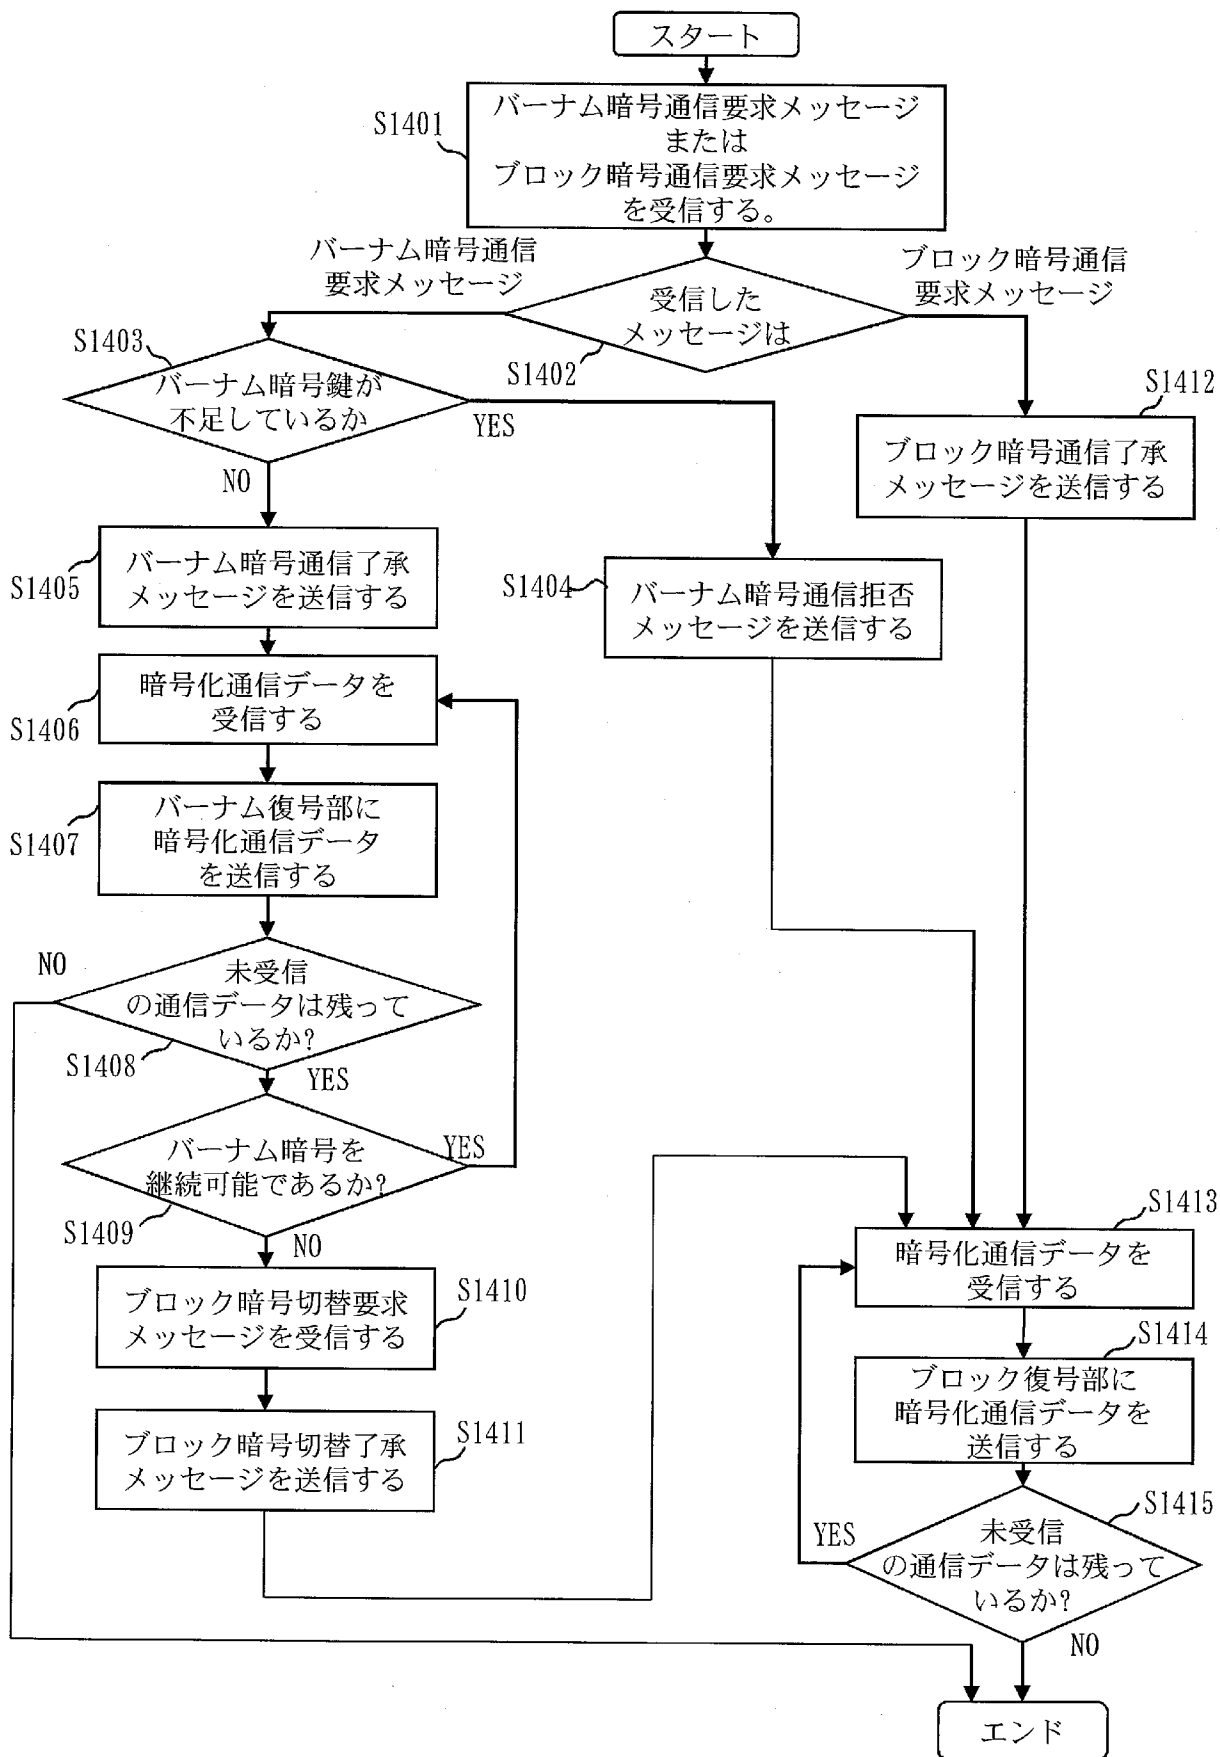 スタート
S1401
バーナム暗号通信要求メッセージ
または
ブロック暗号通信要求メッセージ
を受信する。
バーナム暗号通信
要求メッセージ
ブロック暗号通信
要求メッセージ
受信した
メッセージは
S1402
S1403
バーナム暗号鍵が
不足しているか
YES
NO
S1412
ブロック暗号通信了承
メッセージを送信する
S1405
バーナム暗号通信了承
メッセージを送信する
S1404
バーナム暗号通信拒否
メッセージを送信する
S1406
暗号化通信データを
受信する
S1407
バーナム復号部に
暗号化通信データ
を送信する
NO
未受信
の通信データは残って
いるか?
S1408
YES
バーナム暗号を
継続可能であるか?
YES
S1409
NO
S1410
ブロック暗号切替要求
メッセージを受信する
S1411
ブロック暗号切替了承
メッセージを送信する
S1413
暗号化通信データを
受信する
S1414
ブロック復号部に
暗号化通信データを
送信する
S1415
YES
未受信
の通信データは残って
いるか?
NO
エンド